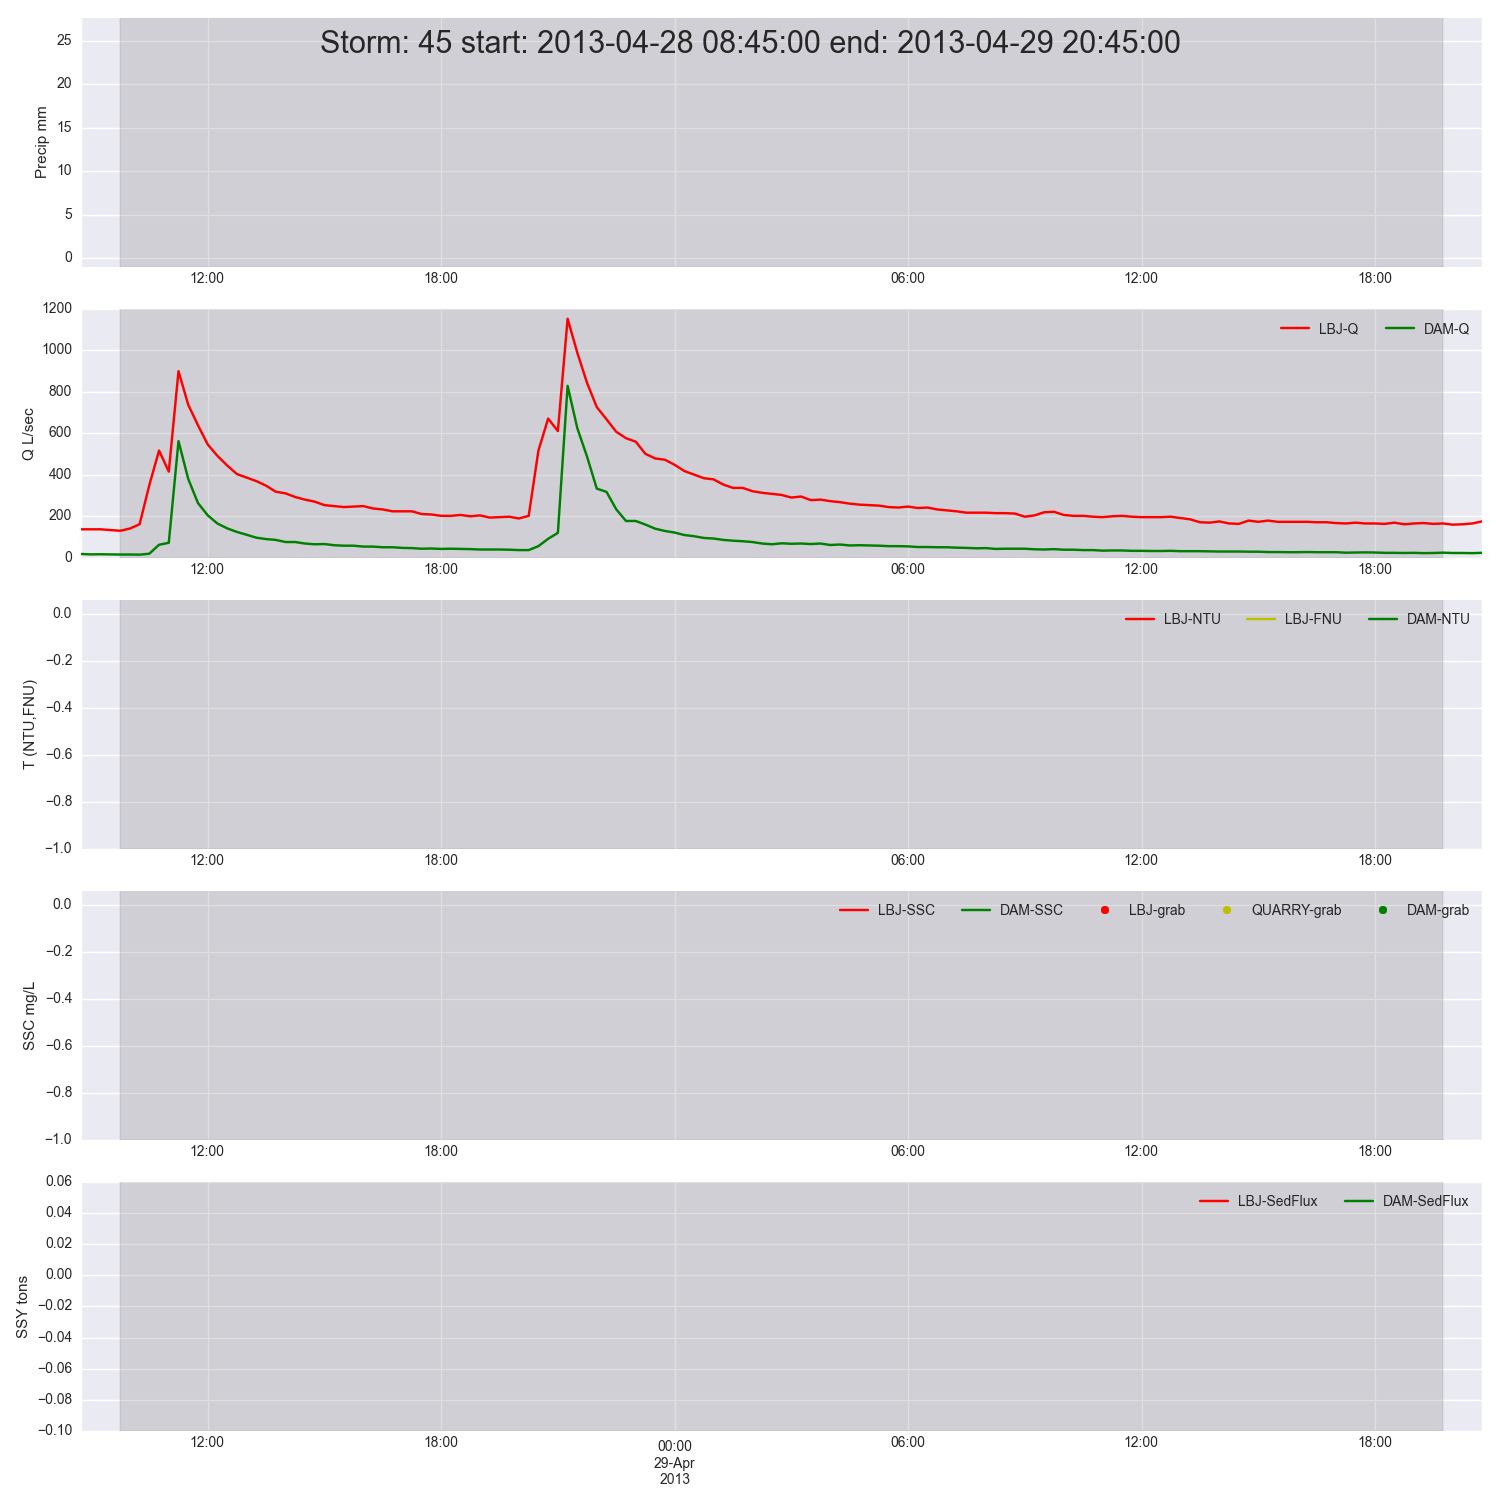 Storm: 45 start: 2013-04-28 08:45:00 end: 2013-04-29 20:45:00
Precip mm
25
20
15
10
5
0
12:00 18:00 06:00 12:00 18:00
Q L/sec
1200
1000
800
600
400
200
0
LBJ-Q DAM-Q
12:00 18:00 06:00 12:00 18:00
T (NTU,FNU)
0.0
−0.2
−0.4
−0.6
−0.8
−1.0
LBJ-NTU LBJ-FNU DAM-NTU
12:00 18:00 06:00 12:00 18:00
SSC mg/L
0.0
−0.2
−0.4
−0.6
−0.8
−1.0
LBJ-SSC DAM-SSC LBJ-grab QUARRY-grab DAM-grab
12:00 18:00 06:00 12:00 18:00
SSY tons
0.06
0.04
0.02
0.00
−0.02
−0.04
−0.06
−0.08
−0.10
LBJ-SedFlux DAM-SedFlux
12:00 18:00 00:00 06:00 12:00 18:00
29-Apr
2013